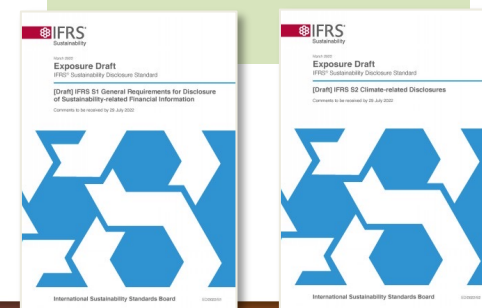 IFRS
Sustainability
March 2022
Exposure Draft
IFRS® Sustainability Disclosure Standard
[Draft] IFRS S1 General Requirements for Disclosure
of Sustainability-related Financial Information
Comments to be received by 29 July 2022
International Sustainability Standards Board
IFRS
Sustainability
March 2022
Exposure Draft
IFRS® Sustainability Disclosure Standard
[Draft] IFRS S2 Climate-related Disclosures
Comments to be received by 29 July 2022
International Sustainability Standards Board